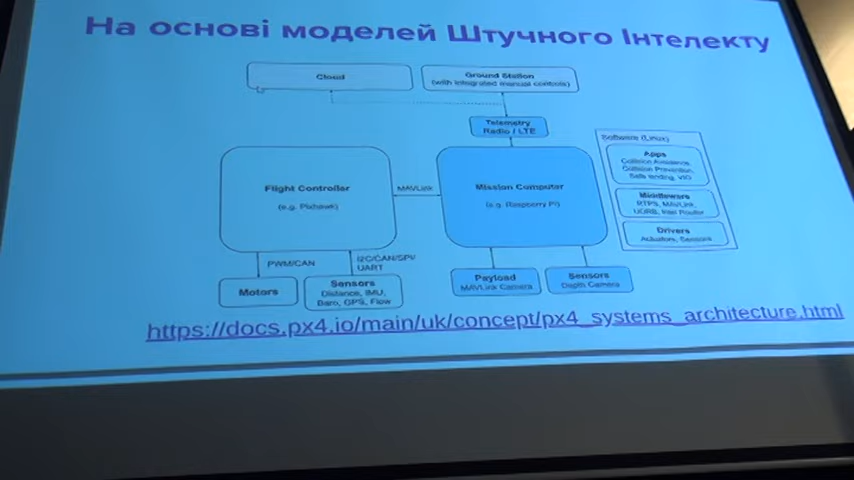 На основі моделей Штучного Інтелекту
Cloud
Ground Station
(with integrated manual controls)
Telemetry
Radio / LTE
Software (Linux)
Apps
Collision Avoidance,
Collision Prevention,
Safe landing, VIO
Flight Controller
(e.g. Pixhawk)
MAVLink
Mission Computer
(e.g. Raspberry Pi)
Middleware
RTPS, MAVLink,
UORB, Intel Router
Drivers
Actuators, Sensors
PWM/CAN
I2C/CAN/SPI/
UART
Motors
Sensors
Distance, IMU,
Baro, GPS, Flow
Payload
MAVLink Camera
Sensors
Depth Camera
https://docs.px4.io/main/uk/concept/px4_systems_architecture.html